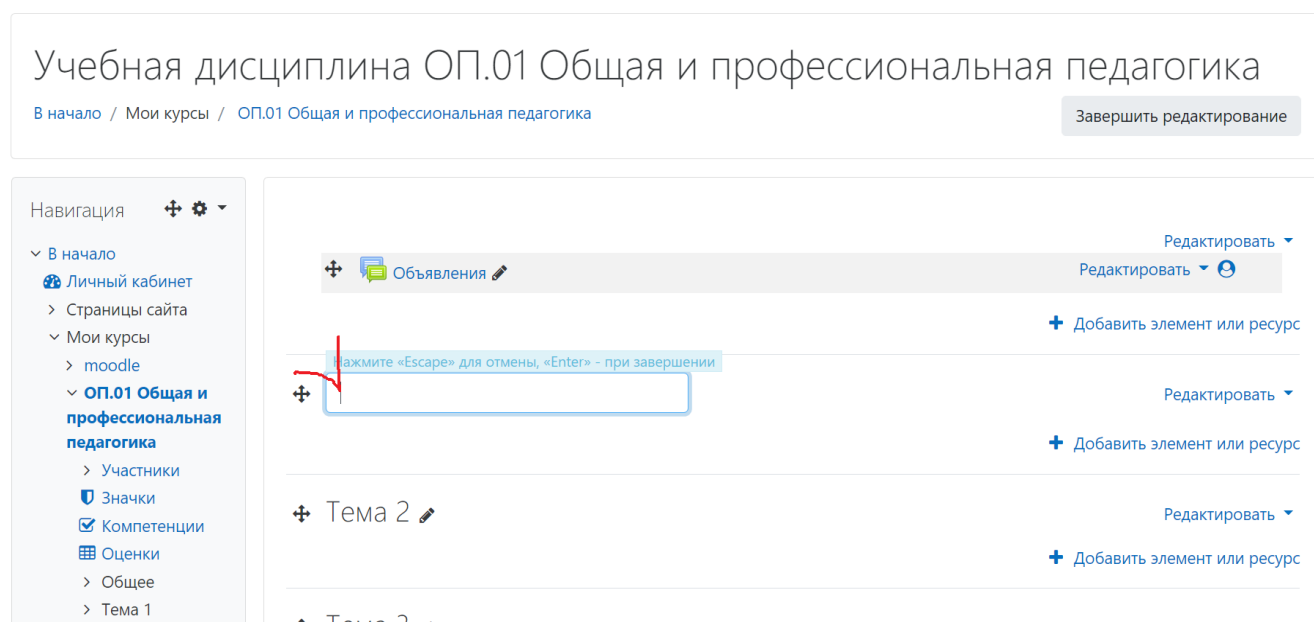 Учебная дисциплина ОП.01 Общая и профессиональная педагогика
В начало / Мои курсы / ОП.01 Общая и профессиональная педагогика
Завершить редактирование
Навигация
В начало
Личный кабинет
Страницы сайта
Мои курсы
moodle
ОП.01 Общая и
профессиональная
педагогика
Участники
Значки
Компетенции
Оценки
Общее
Тема 1
Редактировать
Объявления
Редактировать
Добавить элемент или ресурс
Нажмите «Escape» для отмены, «Enter» - при завершении
Редактировать
Добавить элемент или ресурс
Тема 2
Редактировать
Добавить элемент или ресурс